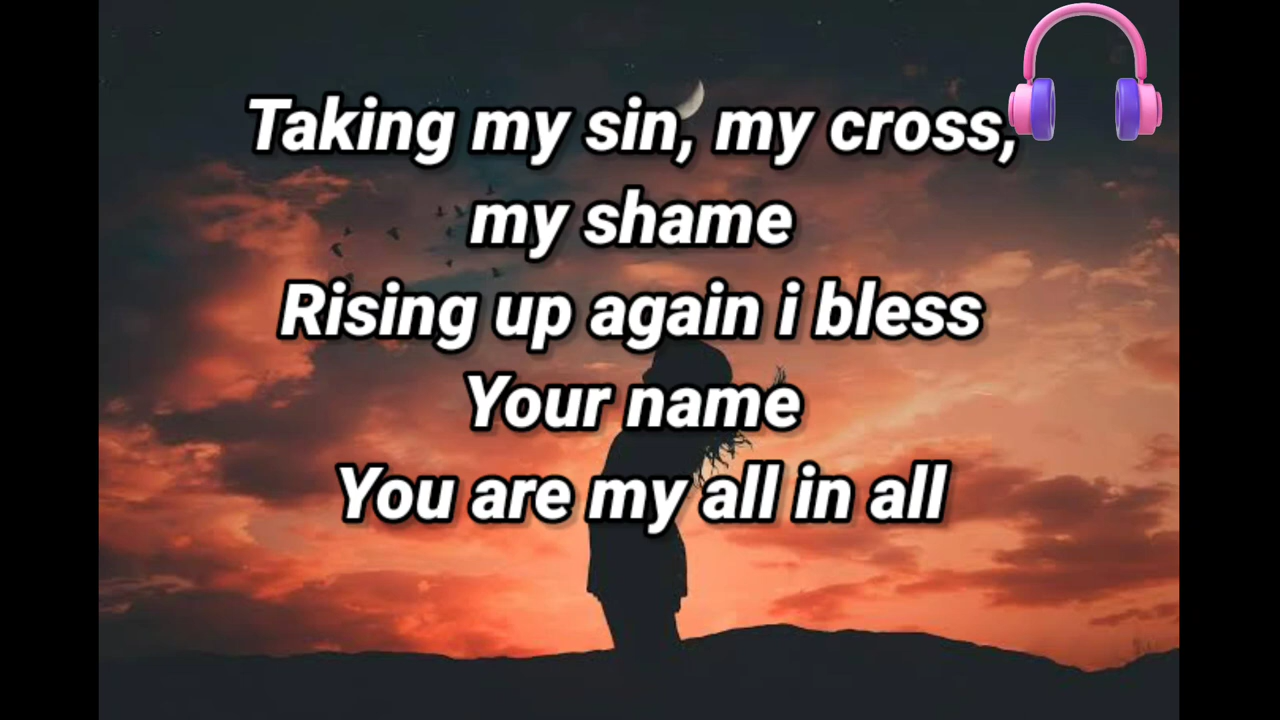 Taking my sin, my cross,
my shame
Rising up again i bless
Your name
You are my all in all